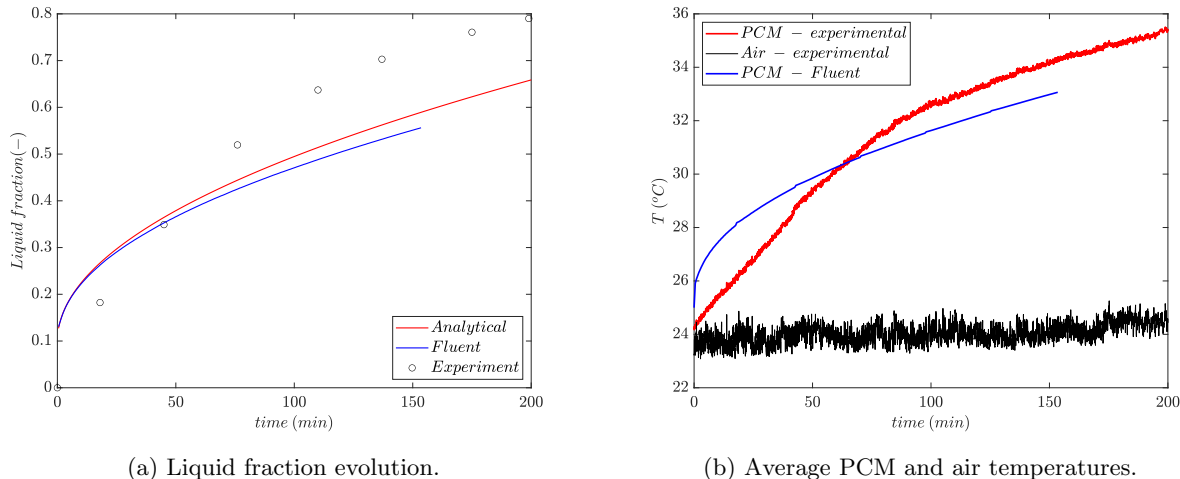 0.8
0.7
0.6
0.5
0.4
0.3
0.2
0.1
0
Liquid fraction(−)
Analytical
Fluent
Experiment
0 50 100 150 200
time (min)
(a) Liquid fraction evolution.
36
34
32
30
28
26
24
22
T (°C)
PCM − experimental
Air − experimental
PCM − Fluent
0 50 100 150 200
time (min)
(b) Average PCM and air temperatures.